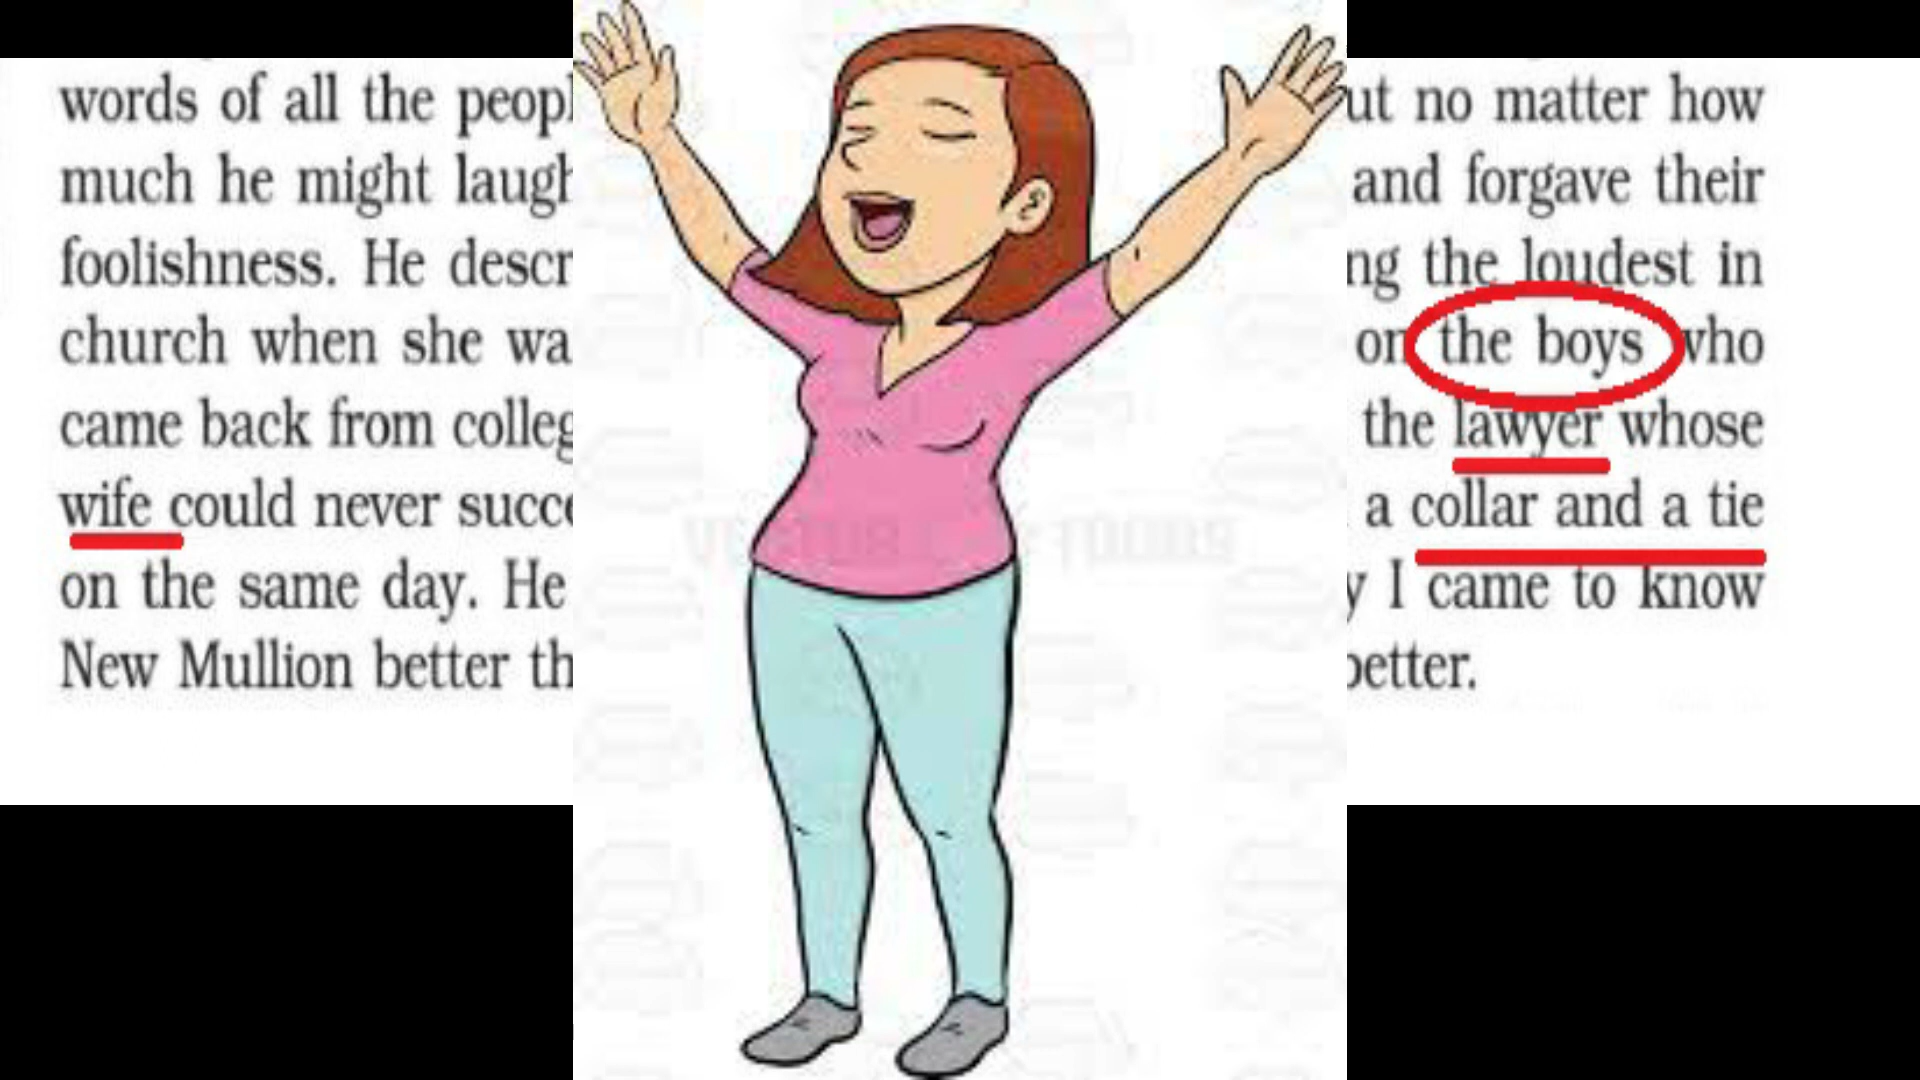 words of all the peopl ut no matter how
much he might laugh and forgave their
foolishness. He descr ng the loudest in
church when she wa on the boys who
came back from colleg the lawyer whose
wife could never succe a collar and a tie
on the same day. He y I came to know
New Mullion better th better.